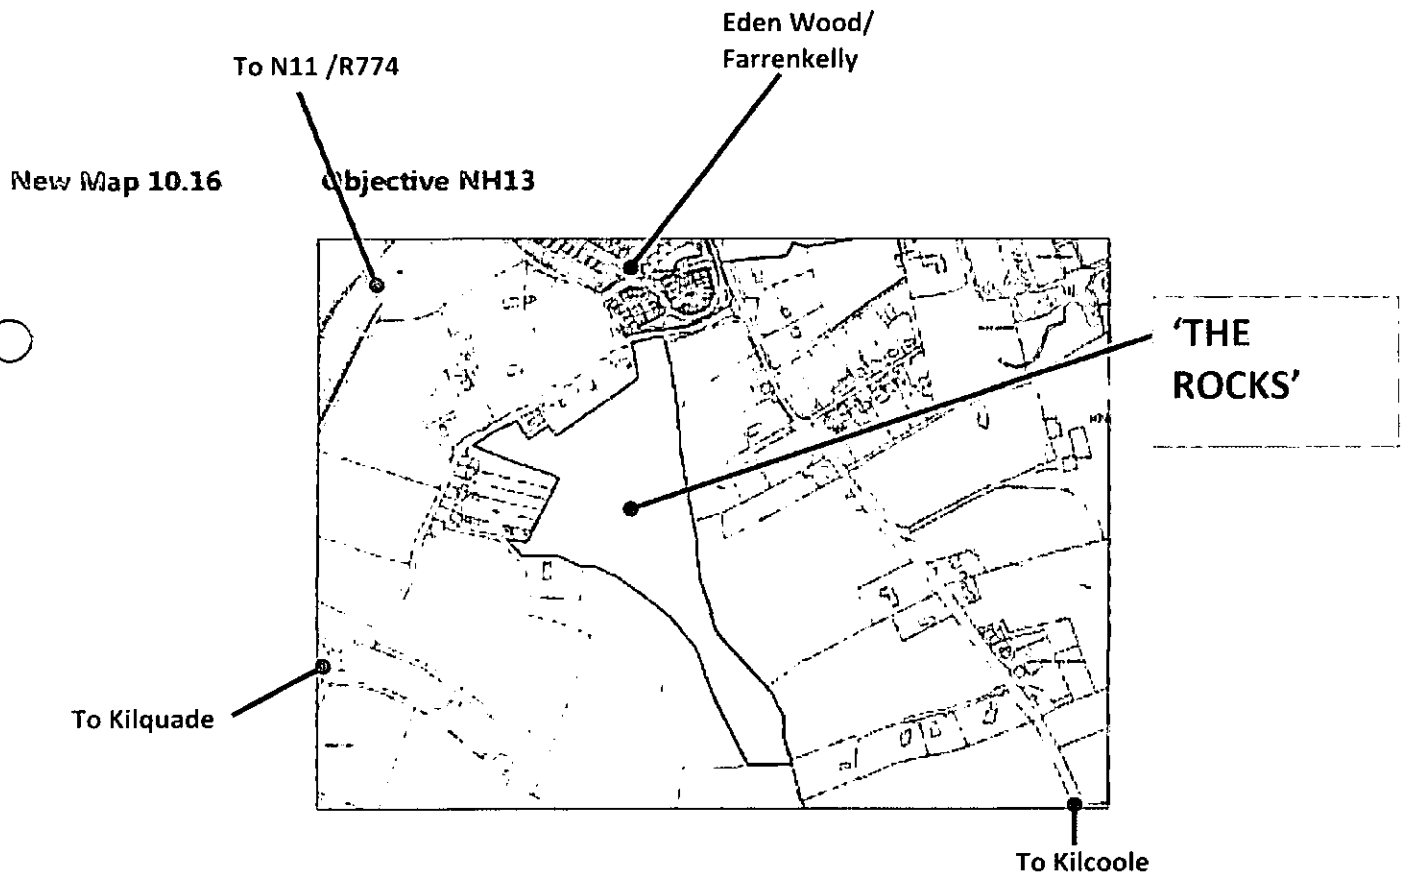 Eden Wood/
Farrenkelly
To N11 /R774
New Map 10.16 Objective NH13
‘THE
ROCKS’
To Kilquade
To Kilcoole